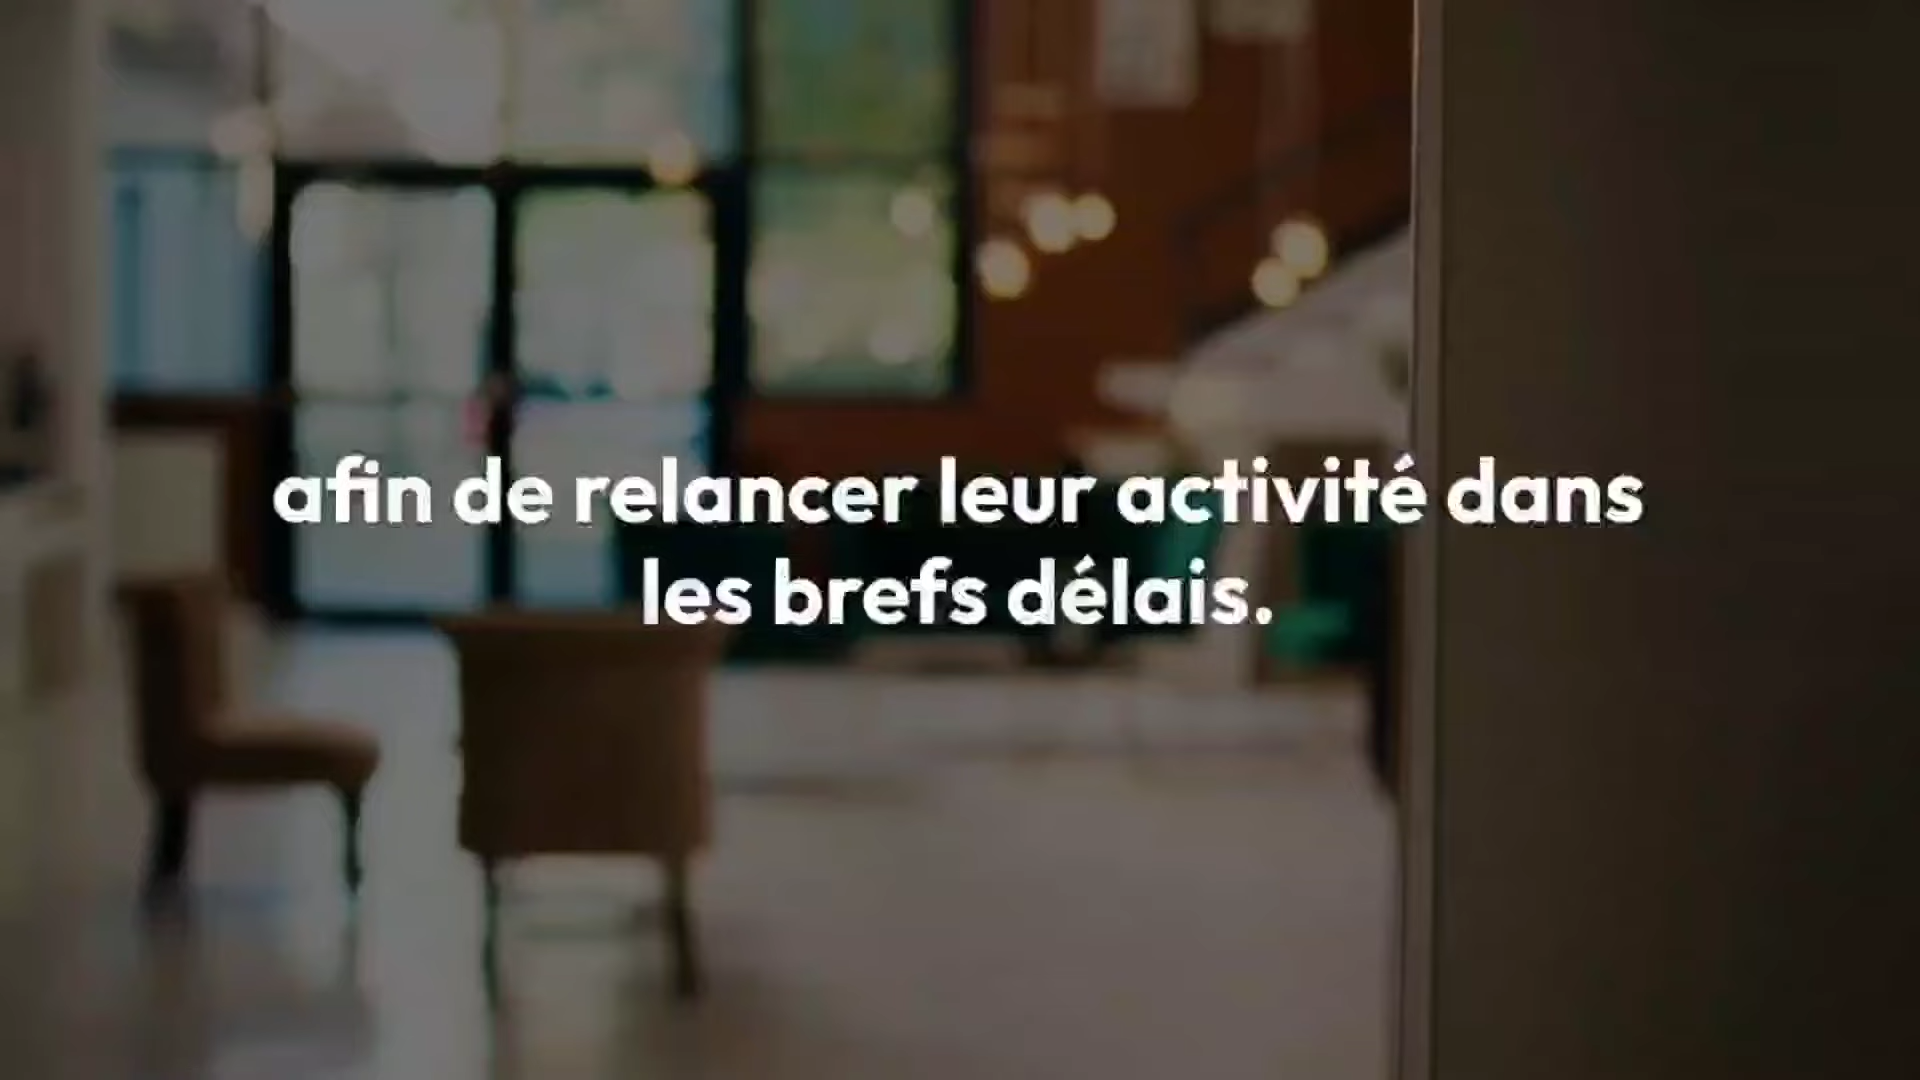 afin de relancer leur activité dans
les brefs délais.